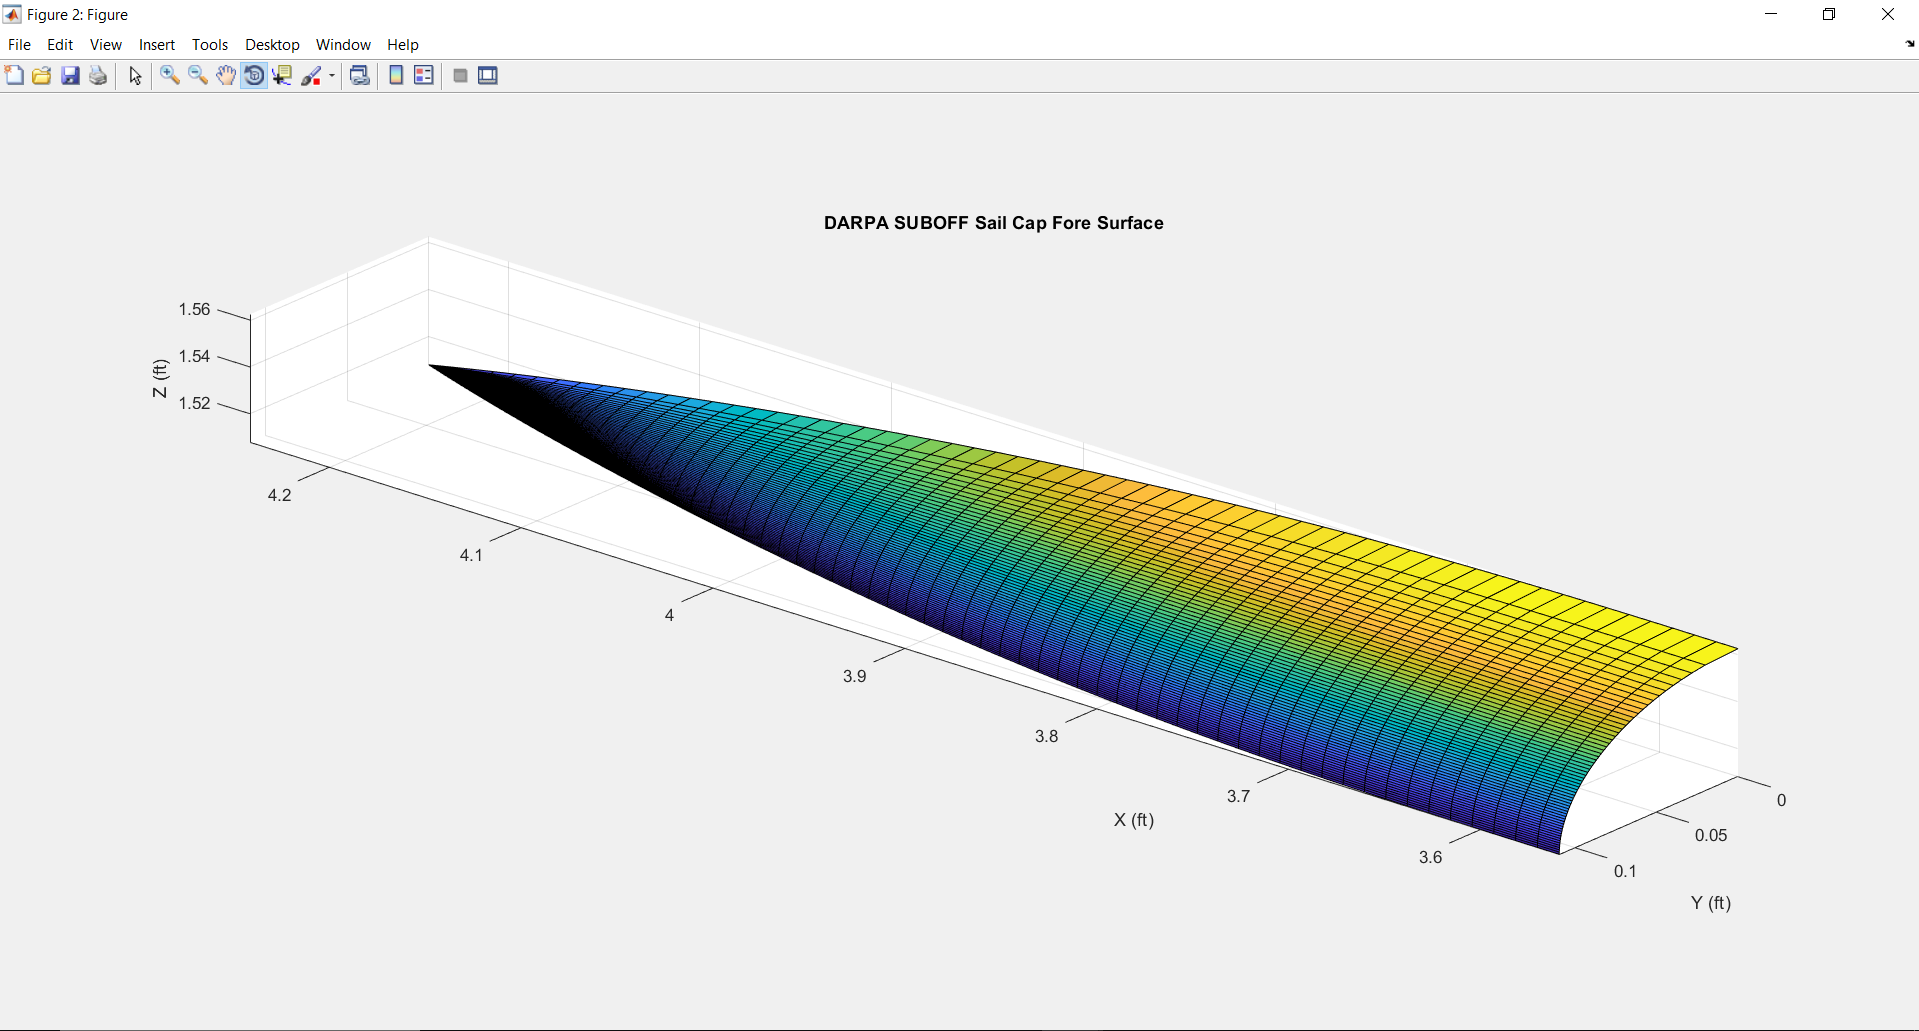 Figure 2: Figure
File Edit View Insert Tools Desktop Window Help
DARPA SUBOFF Sail Cap Fore Surface
1.56
1.54
1.52
Z (ft)
4.2
4.1
4
3.9
3.8
3.7
3.6
X (ft)
0
0.05
0.1
Y (ft)